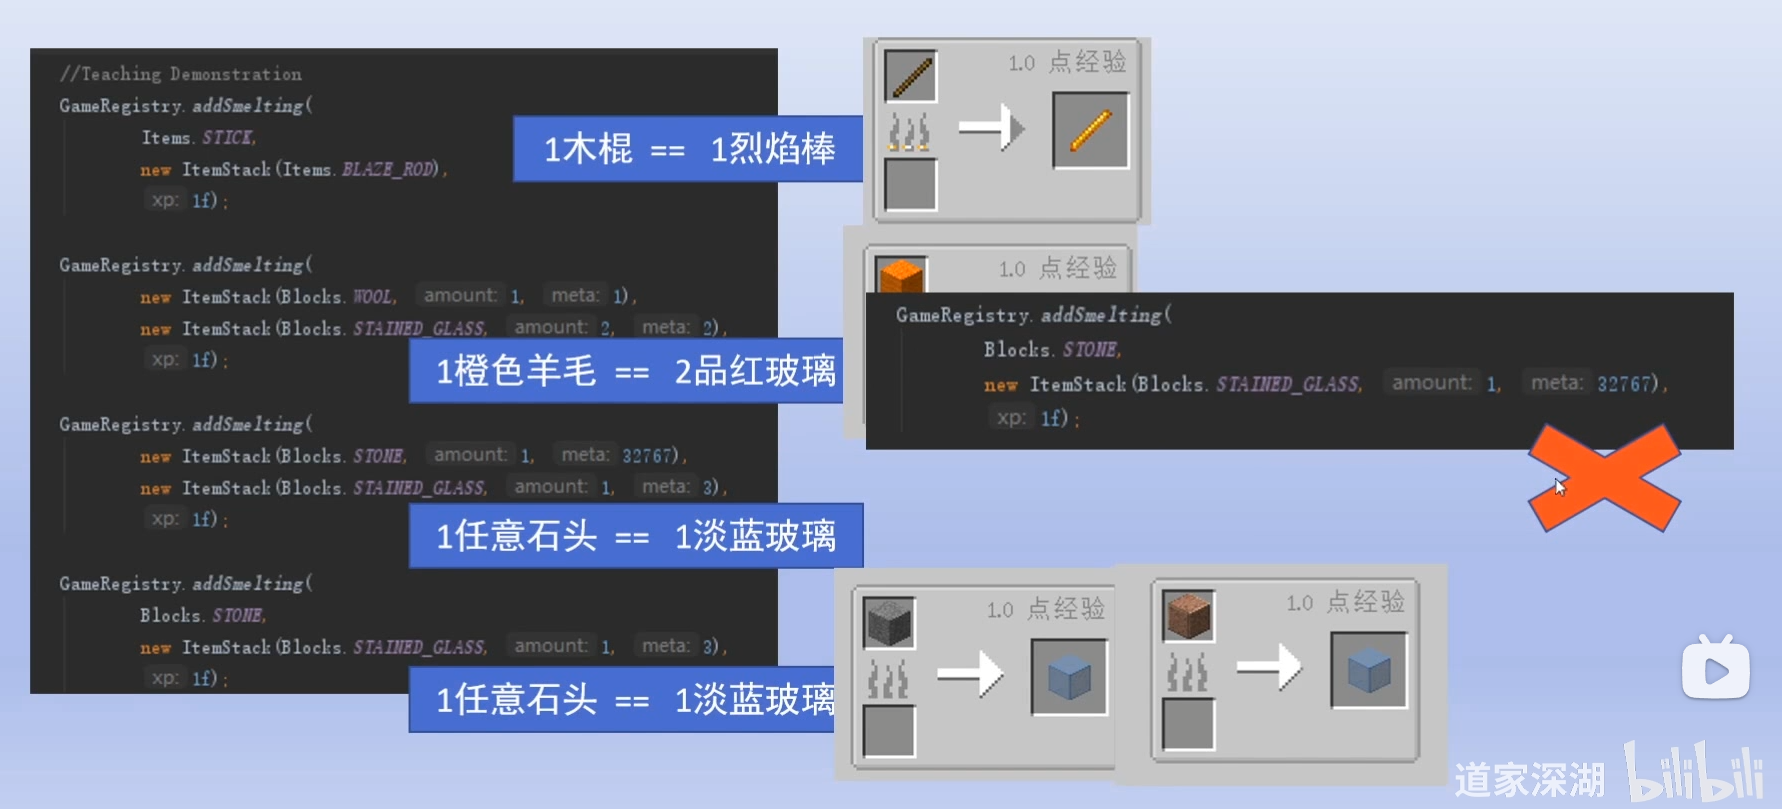 //Teaching Demonstration
GameRegistry.addSmelting(
Items.STICK,
new ItemStack(Items.BLAZE_ROD),
xp: 1f);
1木棍 == 1烈焰棒
1.0 点经验
GameRegistry.addSmelting(
new ItemStack(Blocks.WOOL, amount: 1, meta: 1),
new ItemStack(Blocks.STAINED_GLASS, amount: 2, meta: 2),
xp: 1f);
1橙色羊毛 == 2品红玻璃
1.0 点经验
GameRegistry.addSmelting(
Blocks.STONE,
new ItemStack(Blocks.STAINED_GLASS, amount: 1, meta: 32767),
xp: 1f);
GameRegistry.addSmelting(
new ItemStack(Blocks.STONE, amount: 1, meta: 32767),
new ItemStack(Blocks.STAINED_GLASS, amount: 1, meta: 3),
xp: 1f);
1任意石头 == 1淡蓝玻璃
GameRegistry.addSmelting(
Blocks.STONE,
new ItemStack(Blocks.STAINED_GLASS, amount: 1, meta: 3),
xp: 1f);
1任意石头 == 1淡蓝玻璃
1.0 点经验
1.0 点经验
道家深湖 bilibili